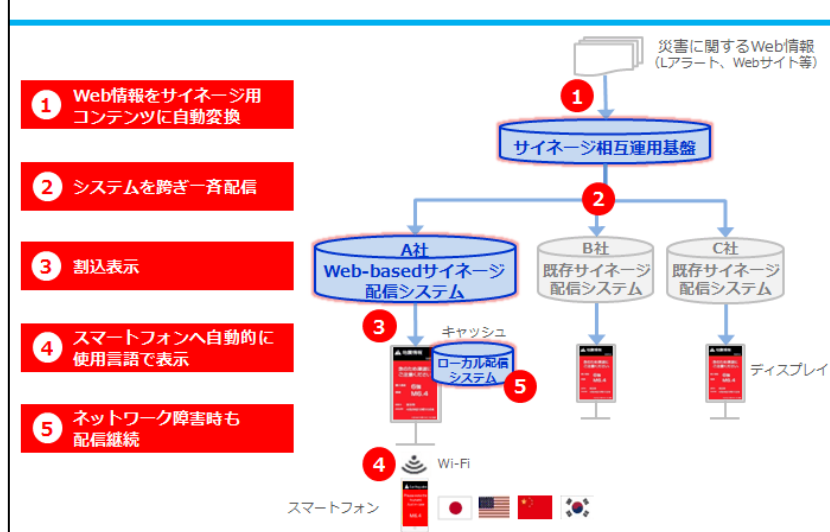 災害に関するWeb情報
(Lアラート、Webサイト等)
1 Web情報をサイネージ用
コンテンツに自動変換
1
サイネージ相互運用基盤
2 システムを跨ぎ一斉配信
2
A社
Web-basedサイネージ
配信システム
B社
既存サイネージ
配信システム
C社
既存サイネージ
配信システム
3 割込表示
3
キャッシュ
ローカル配信
システム
5
ディスプレイ
4 スマートフォンへ自動的に
使用言語で表示
5 ネットワーク障害時も
配信継続
4
Wi-Fi
スマートフォン